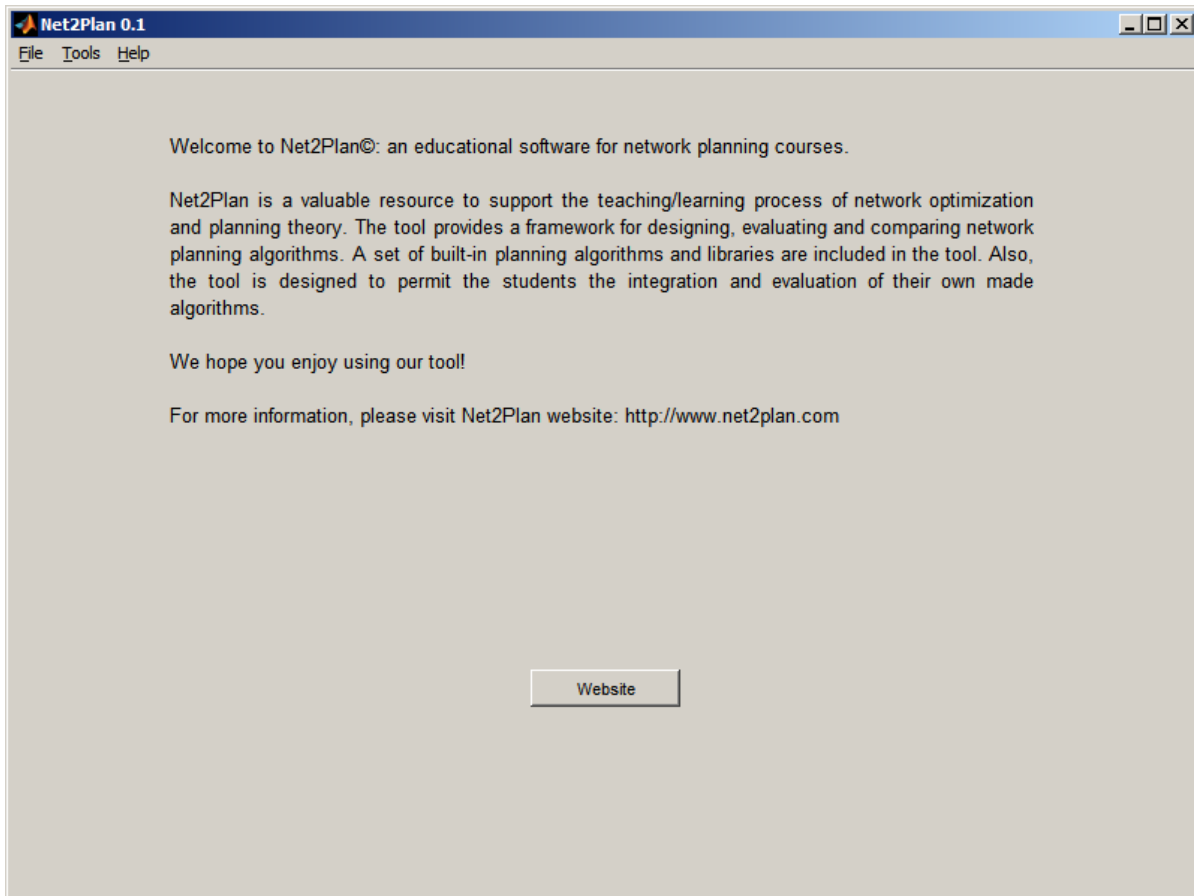 Net2Plan 0.1
File Tools Help
Welcome to Net2Plan©: an educational software for network planning courses.
Net2Plan is a valuable resource to support the teaching/learning process of network optimization
and planning theory. The tool provides a framework for designing, evaluating and comparing network
planning algorithms. A set of built-in planning algorithms and libraries are included in the tool. Also,
the tool is designed to permit the students the integration and evaluation of their own made
algorithms.
We hope you enjoy using our tool!
For more information, please visit Net2Plan website: http://www.net2plan.com
Website